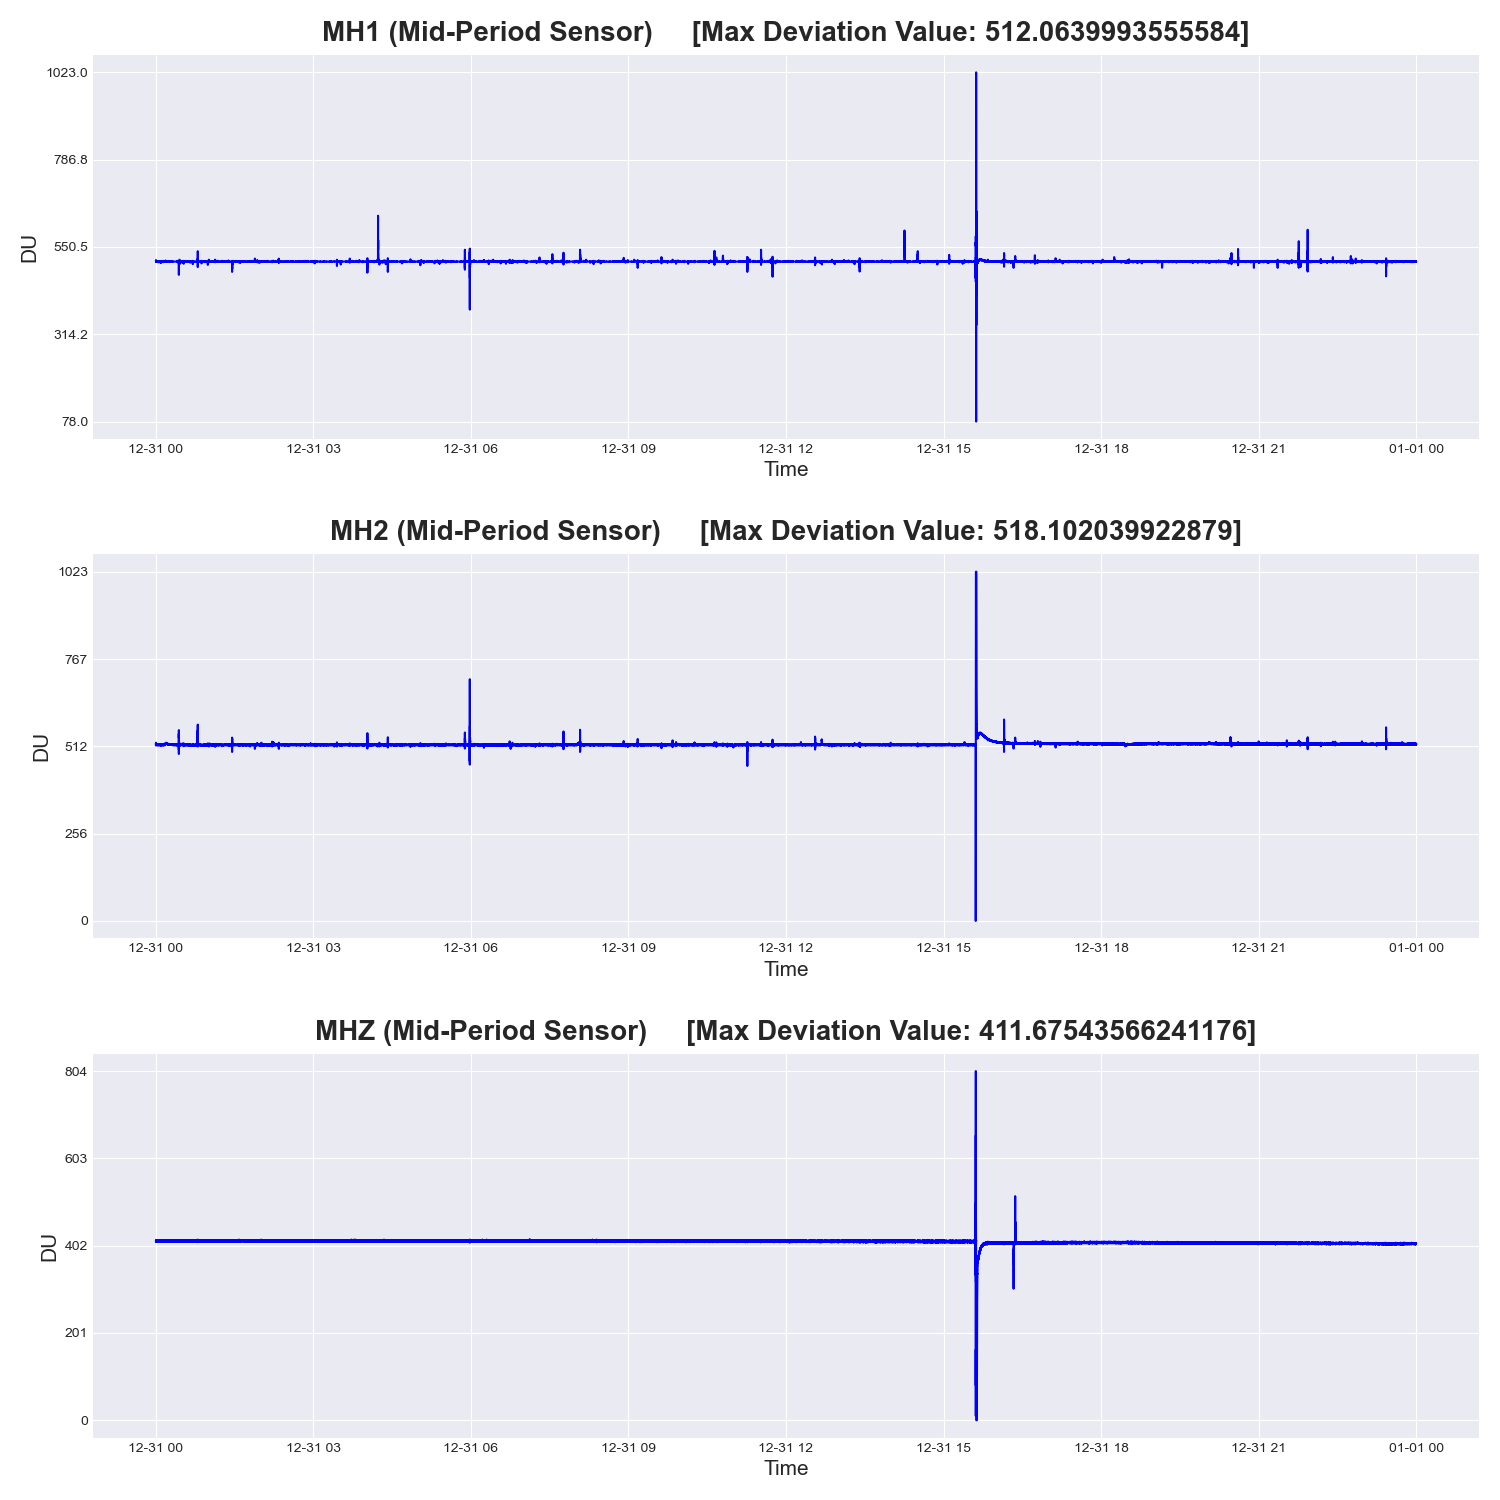 MH1 (Mid-Period Sensor) [Max Deviation Value: 512.0639993555584]
1023.0
786.8
550.5
314.2
78.0
DU
12-31 00 12-31 03 12-31 06 12-31 09 12-31 12 12-31 15 12-31 18 12-31 21 01-01 00
Time
MH2 (Mid-Period Sensor) [Max Deviation Value: 518.102039922879]
1023
767
512
256
0
DU
12-31 00 12-31 03 12-31 06 12-31 09 12-31 12 12-31 15 12-31 18 12-31 21 01-01 00
Time
MHZ (Mid-Period Sensor) [Max Deviation Value: 411.67543566241176]
804
603
402
201
0
DU
12-31 00 12-31 03 12-31 06 12-31 09 12-31 12 12-31 15 12-31 18 12-31 21 01-01 00
Time